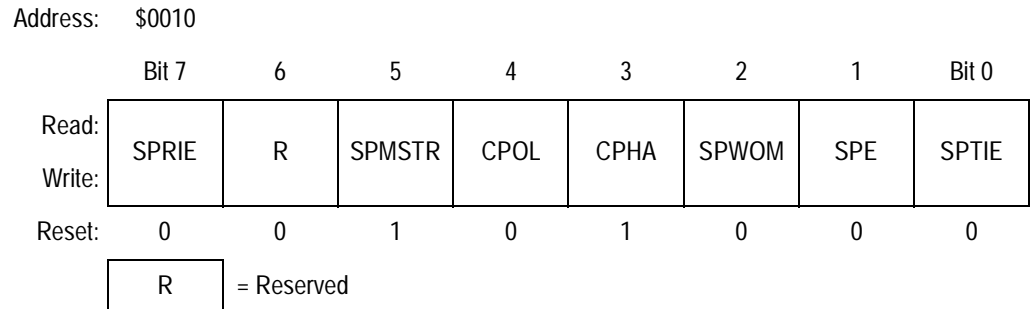 Address: $0010
Bit 7 6 5 4 3 2 1 Bit 0
Read:
SPRIE R SPMSTR CPOL CPHA SPWOM SPE SPTIE
Write:
Reset: 0 0 1 0 1 0 0 0
R = Reserved